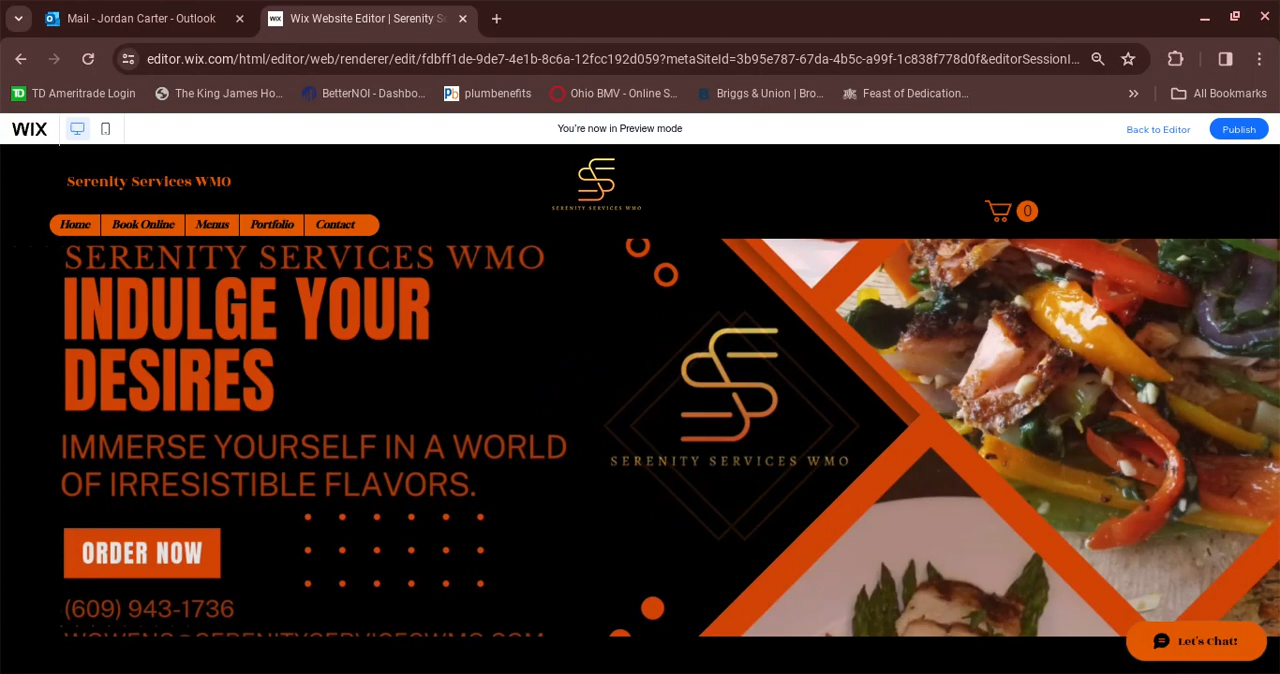 Mail - Jordan Carter - Outlook
Wix Website Editor | Serenity S
editor.wix.com/html/editor/web/renderer/edit/fdbff1de-9de7-4e1b-8c6a-12fcc192d059?metaSiteId=3b95e787-67da-4b5c-a99f-1c838f778d0f&editorSessionI...
TD Ameritrade Login
The King James Ho...
BetterNOI - Dashbo...
plumbenefits
Ohio BMV - Online S...
Briggs & Union | Bro...
Feast of Dedication...
All Bookmarks
WIX
You're now in Preview mode
Back to Editor
Publish
Serenity Services WMO
SERENITY SERVICES WMO
Home
Book Online
Menus
Portfolio
Contact
0
SERENITY SERVICES WMO
INDULGE YOUR
DESIRES
IMMERSE YOURSELF IN A WORLD
OF IRRESISTIBLE FLAVORS.
SERENITY SERVICES WMO
ORDER NOW
(609) 943-1736
Let's Chat!